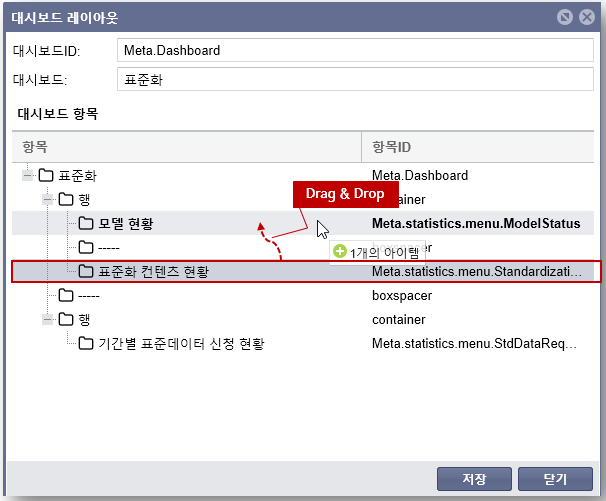 대시보드 레이아웃
대시보드ID: Meta.Dashboard
대시보드: 표준화
대시보드 항목
항목 항목ID
표준화 Meta.Dashboard
Drag & Drop
행 container
모델 현황 Meta.statistics.menu.ModelStatus
----- boxspacer
1개의 아이템
표준화 컨텐츠 현황 Meta.statistics.menu.Standardizati...
----- boxspacer
행 container
기간별 표준데이터 신청 현황 Meta.statistics.menu.StdDataReq...
저장 닫기